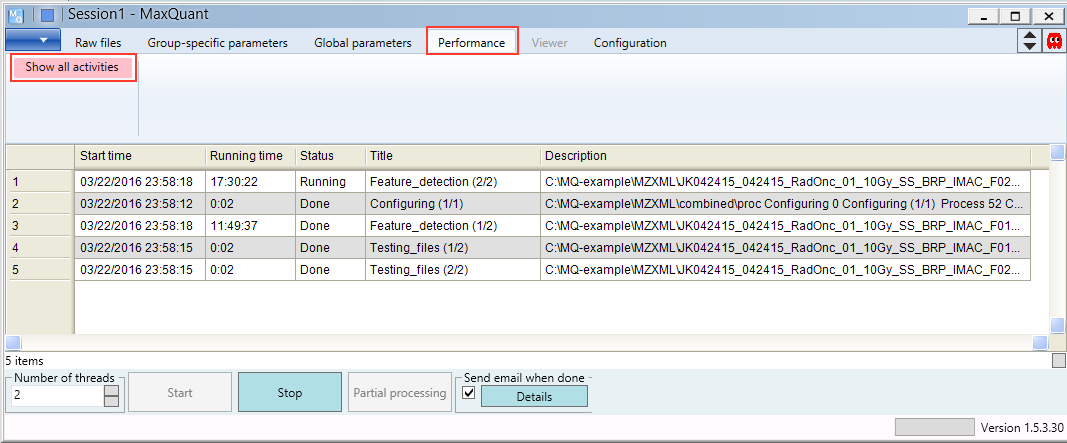 Session1 - MaxQuant
Raw files Group-specific parameters Global parameters Performance Viewer Configuration
Show all activities
Start time Running time Status Title Description
1 03/22/2016 23:58:18 17:30:22 Running Feature_detection (2/2) C:\MQ-example\MZXML\JK042415_042415_RadOnc_01_10Gy_SS_BRP_IMAC_F02...
2 03/22/2016 23:58:12 0:02 Done Configuring (1/1) C:\MQ-example\MZXML\combined\proc Configuring 0 Configuring (1/1) Process 52 C...
3 03/22/2016 23:58:18 11:49:37 Done Feature_detection (1/2) C:\MQ-example\MZXML\JK042415_042415_RadOnc_01_10Gy_SS_BRP_IMAC_F01...
4 03/22/2016 23:58:15 0:02 Done Testing_files (1/2) C:\MQ-example\MZXML\JK042415_042415_RadOnc_01_10Gy_SS_BRP_IMAC_F01...
5 03/22/2016 23:58:15 0:02 Done Testing_files (2/2) C:\MQ-example\MZXML\JK042415_042415_RadOnc_01_10Gy_SS_BRP_IMAC_F02...
5 items
Number of threads
2
Start
Stop
Partial processing
Send email when done
Details
Version 1.5.3.30